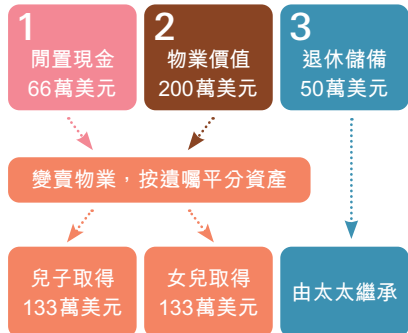 1
閒置現金
66萬美元
2
物業價值
200萬美元
3
退休儲備
50萬美元
變賣物業，按遺囑平分資產
兒子取得
133萬美元
女兒取得
133萬美元
由太太繼承